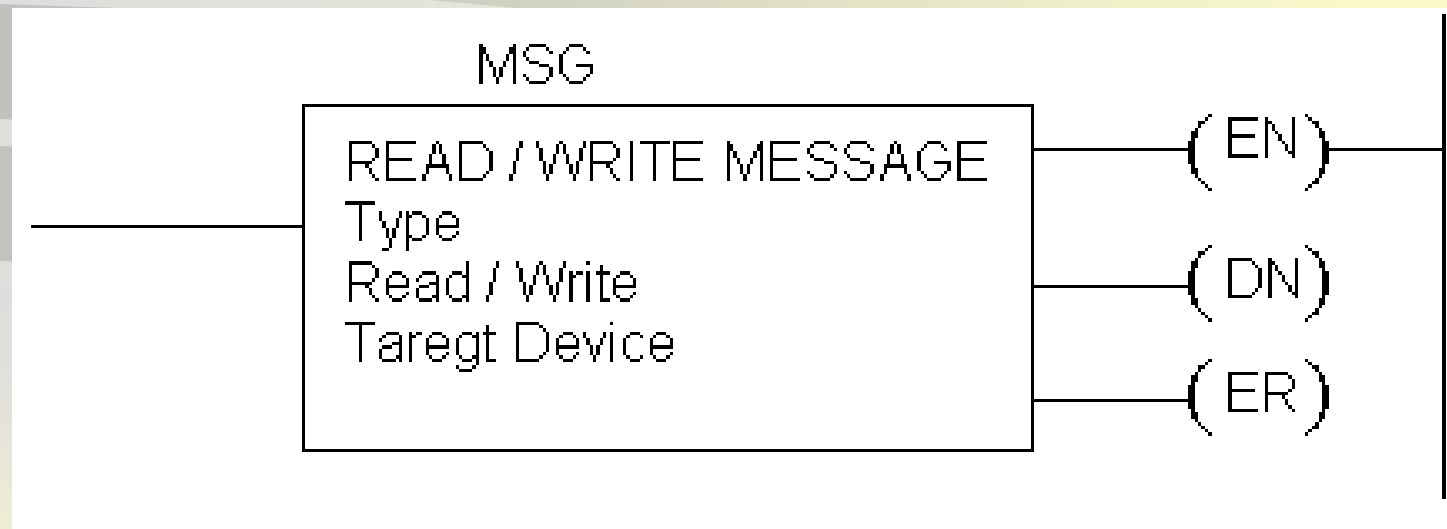 MSG
READ / WRITE MESSAGE
Type
Read / Write
Taregt Device
(EN)
(DN)
(ER)